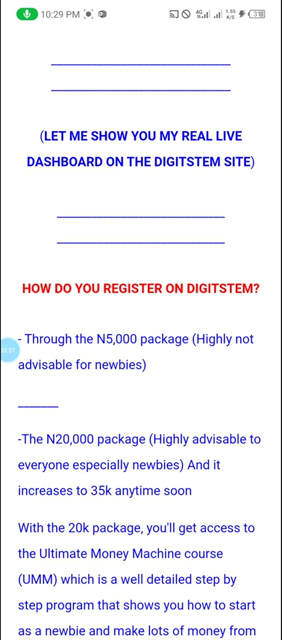 10:29 PM
4G
1.55
K/S
(LET ME SHOW YOU MY REAL LIVE
DASHBOARD ON THE DIGITSTEM SITE)
HOW DO YOU REGISTER ON DIGITSTEM?
- Through the N5,000 package (Highly not
advisable for newbies)
-The N20,000 package (Highly advisable to
everyone especially newbies) And it
increases to 35k anytime soon
With the 20k package, you'll get access to
the Ultimate Money Machine course
(UMM) which is a well detailed step by
step program that shows you how to start
as a newbie and make lots of money from